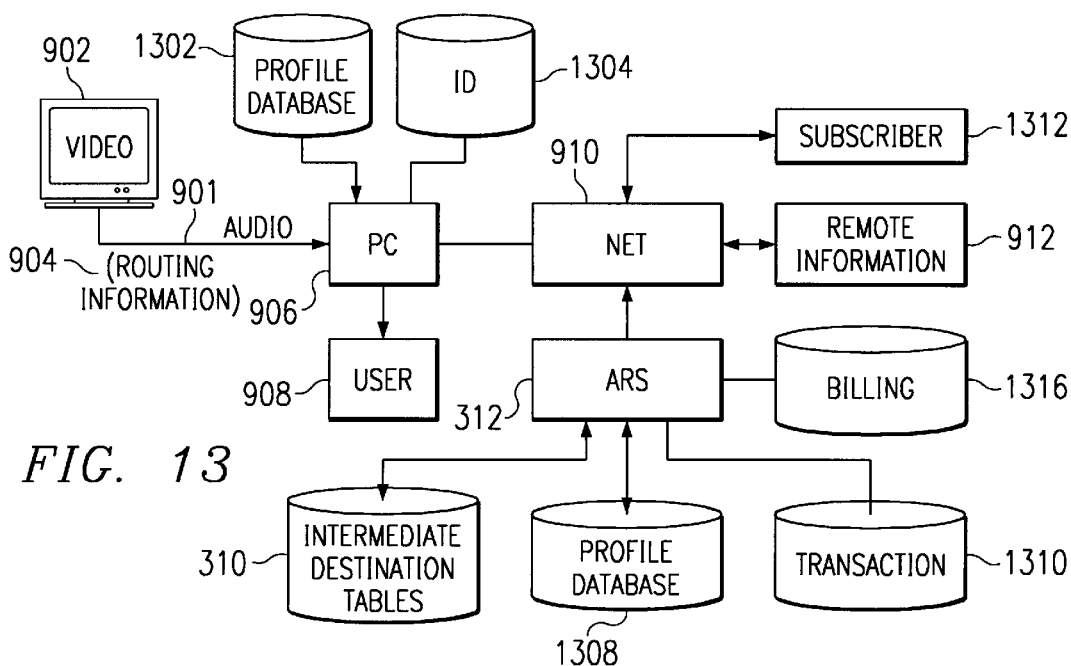 902
1302
PROFILE
DATABASE
ID
1304
VIDEO
910
SUBSCRIBER
1312
901
AUDIO
PC
NET
REMOTE
INFORMATION
912
904
(ROUTING
INFORMATION)
906
USER
908
ARS
312
BILLING
1316
FIG. 13
INTERMEDIATE
DESTINATION
TABLES
310
PROFILE
DATABASE
1308
TRANSACTION
1310